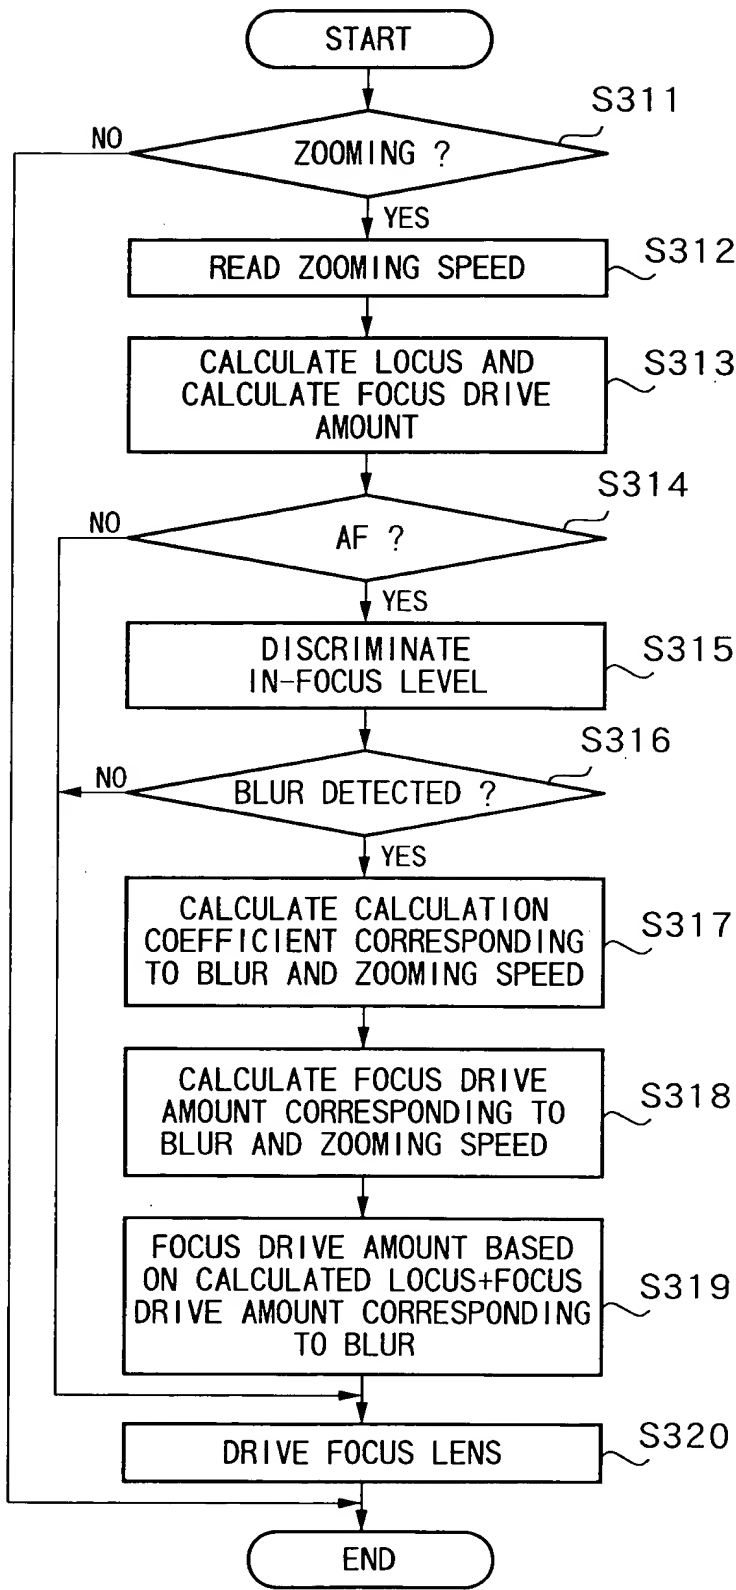 START
S311
NO
ZOOMING ?
YES
S312
READ ZOOMING SPEED
S313
CALCULATE LOCUS AND
CALCULATE FOCUS DRIVE
AMOUNT
S314
NO
AF ?
YES
S315
DISCRIMINATE
IN-FOCUS LEVEL
S316
NO
BLUR DETECTED ?
YES
S317
CALCULATE CALCULATION
COEFFICIENT CORRESPONDING
TO BLUR AND ZOOMING SPEED
S318
CALCULATE FOCUS DRIVE
AMOUNT CORRESPONDING TO
BLUR AND ZOOMING SPEED
S319
FOCUS DRIVE AMOUNT BASED
ON CALCULATED LOCUS+FOCUS
DRIVE AMOUNT CORRESPONDING
TO BLUR
S320
DRIVE FOCUS LENS
END